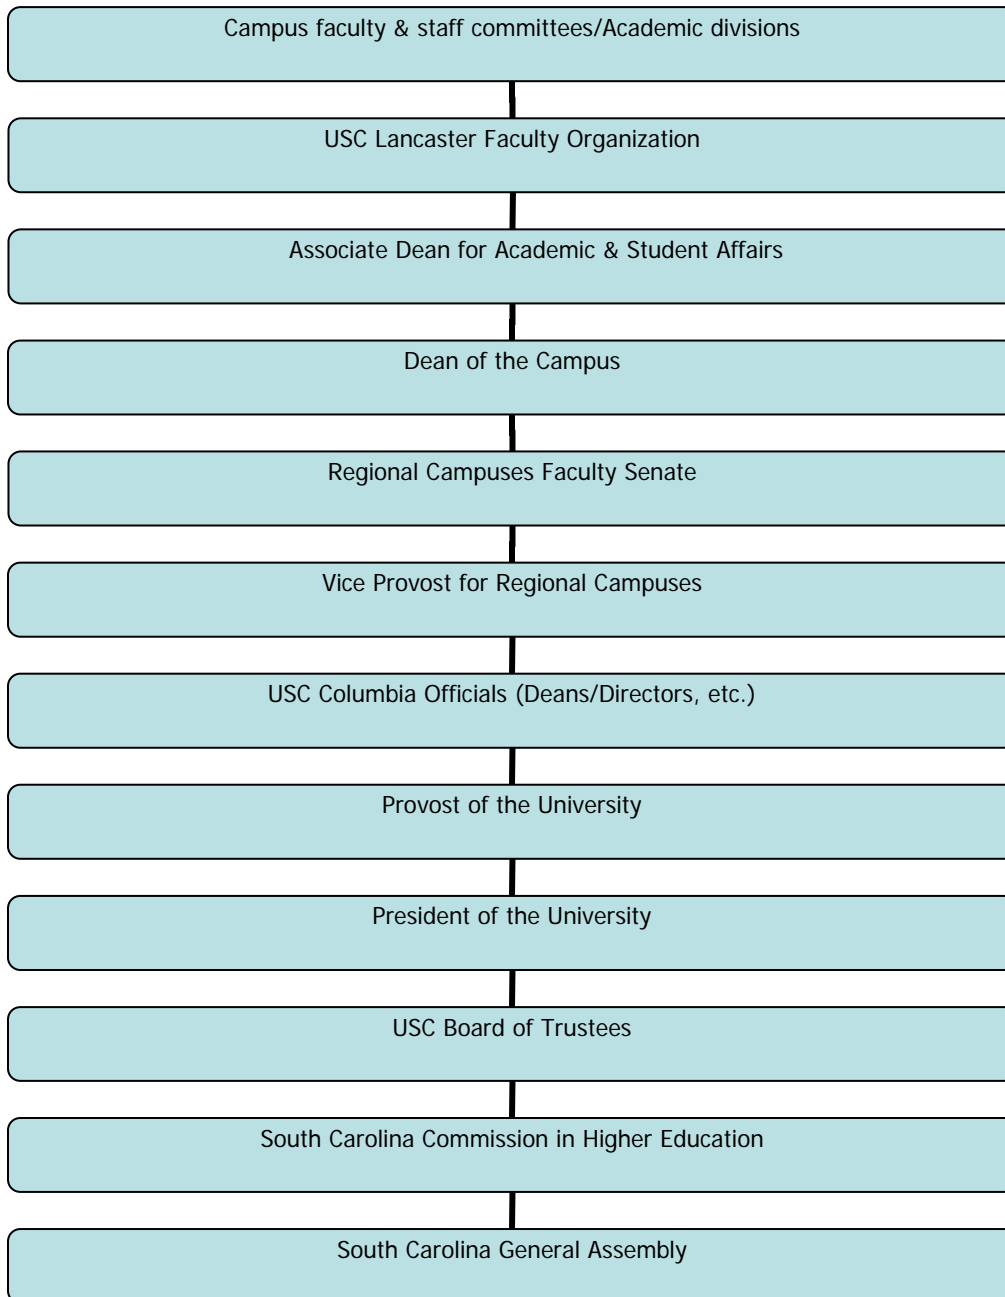 Campus faculty & staff committees/Academic divisions
USC Lancaster Faculty Organization
Associate Dean for Academic & Student Affairs
Dean of the Campus
Regional Campuses Faculty Senate
Vice Provost for Regional Campuses
USC Columbia Officials (Deans/Directors, etc.)
Provost of the University
President of the University
USC Board of Trustees
South Carolina Commission in Higher Education
South Carolina General Assembly